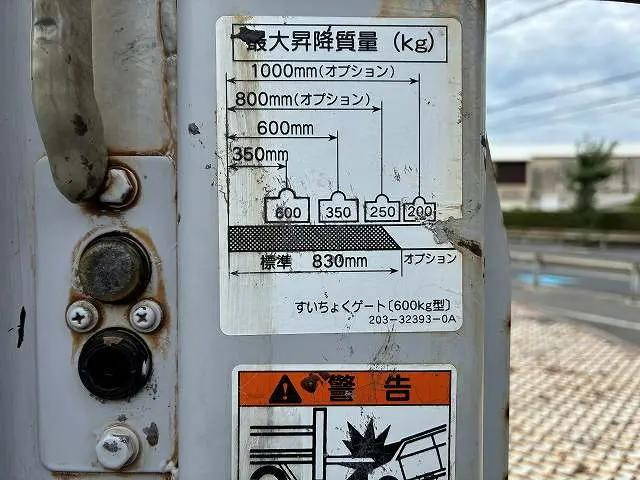 最大昇降質量 (kg)
1000mm(オプション)
800mm(オプション)
600mm
350mm
600 350 250 200
標準 830mm オプション
すいちょくゲート〔600kg型〕
203-32393-0A
警告